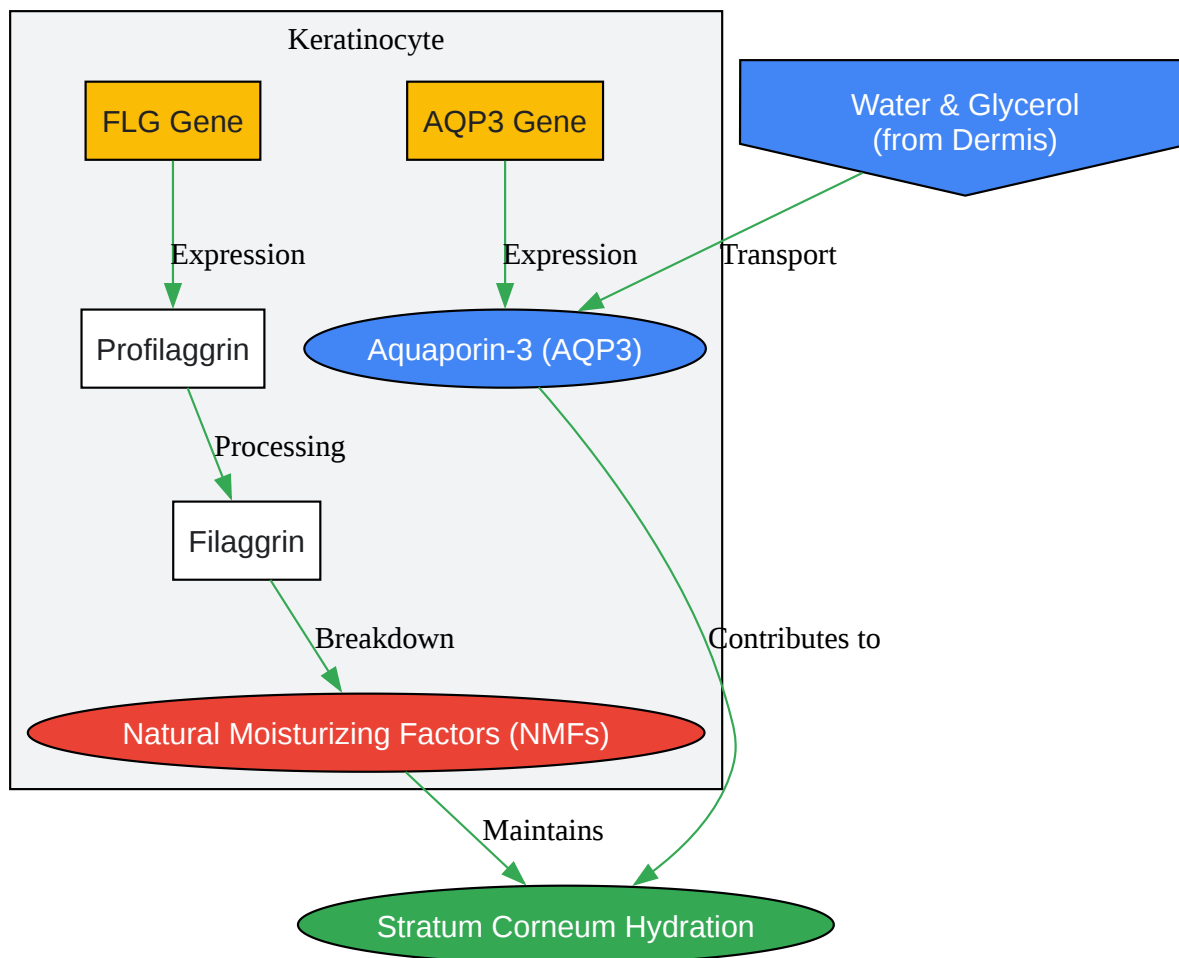 Keratinocyte
FLG Gene
AQP3 Gene
Water & Glycerol
(from Dermis)
Expression
Expression
Transport
Profilaggrin
Aquaporin-3 (AQP3)
Processing
Filaggrin
Breakdown
Contributes to
Natural Moisturizing Factors (NMFs)
Maintains
Stratum Corneum Hydration